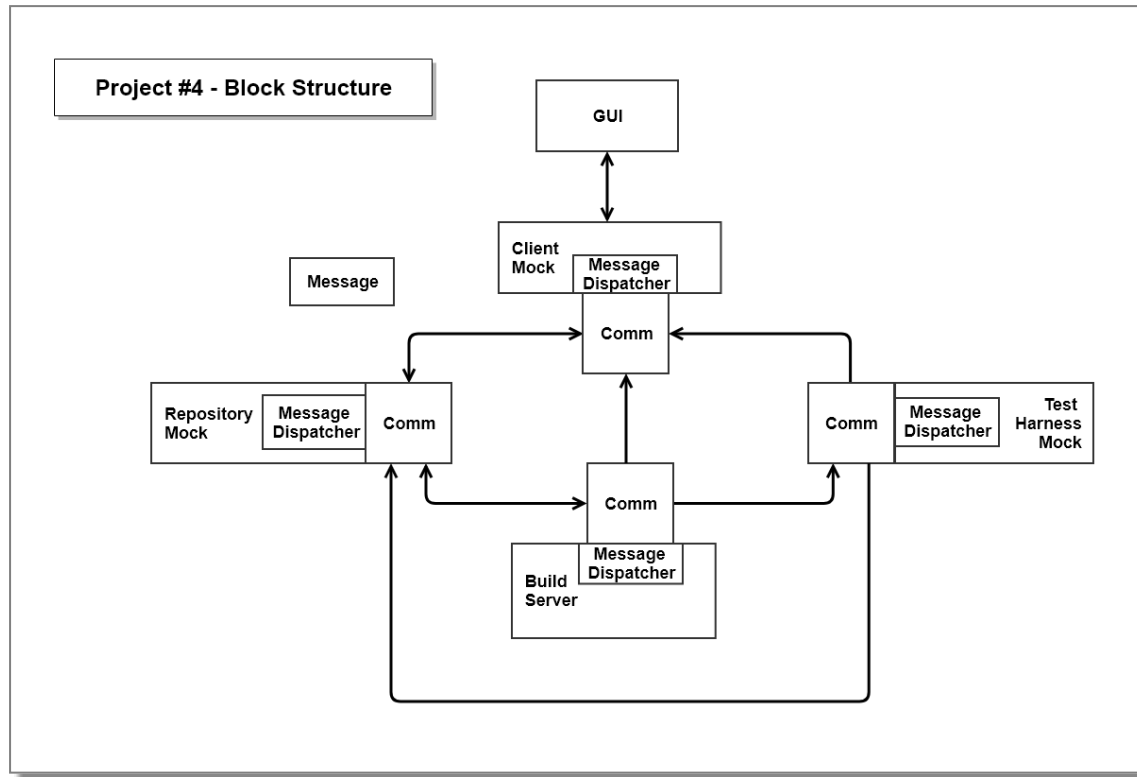 Project #4 - Block Structure
GUI
Client
Mock
Message
Dispatcher
Message
Comm
Repository
Mock
Message
Dispatcher
Comm
Comm
Message
Dispatcher
Test
Harness
Mock
Comm
Message
Dispatcher
Build
Server